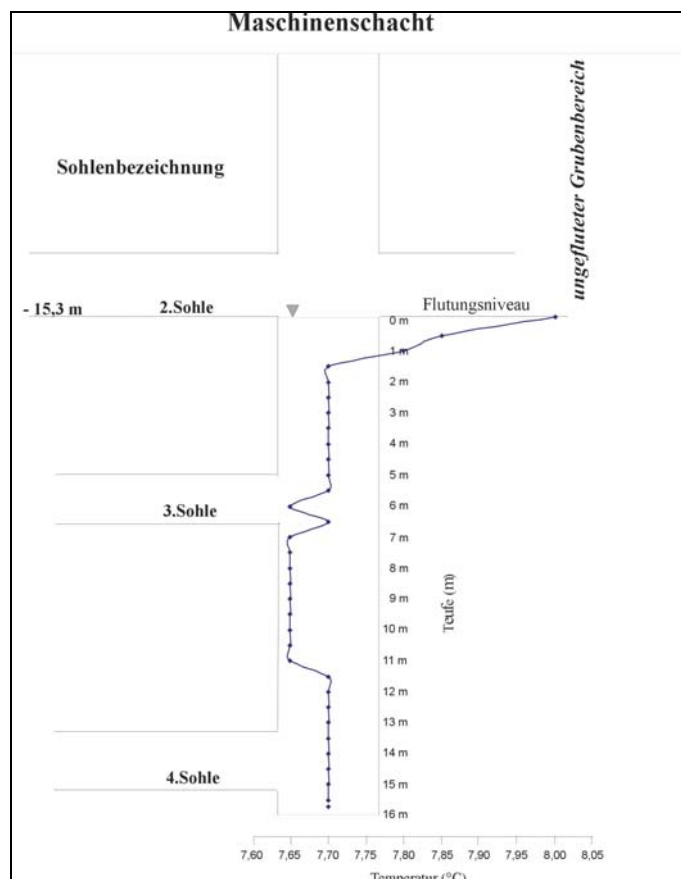 Maschinenschacht
ungefluteter Grubenbereich
Sohlenbezeichnung
- 15,3 m
2.Sohle
Flutungsniveau
0 m
1 m
2 m
3 m
4 m
5 m
6 m
3.Sohle
7 m
8 m
9 m
Teufe (m)
10 m
11 m
12 m
13 m
14 m
4.Sohle
15 m
16 m
7,60 7,65 7,70 7,75 7,80 7,85 7,90 7,95 8,00 8,05
Temperatur (°C)